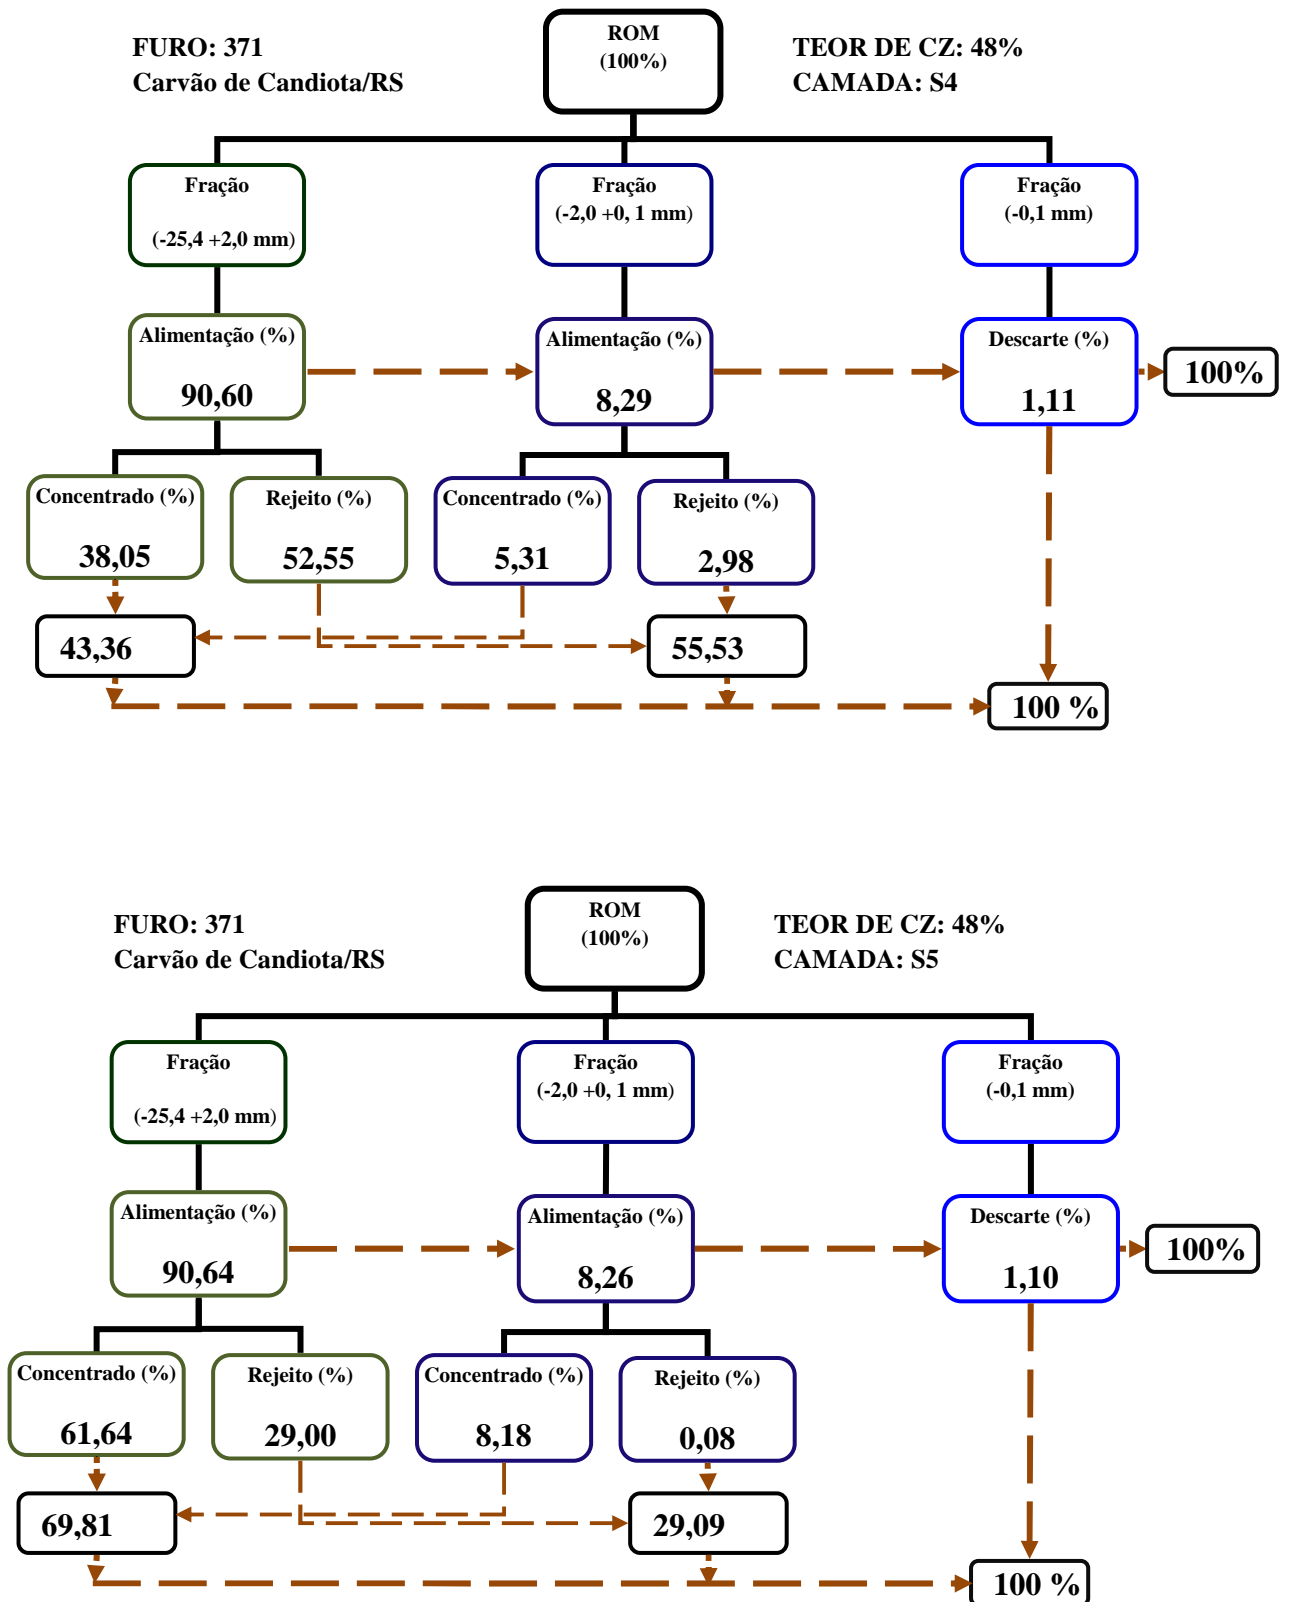 FURO: 371
Carvão de Candiota/RS
ROM
(100%)
TEOR DE CZ: 48%
CAMADA: S4
Fração
(-25,4 +2,0 mm)
Fração
(-2,0 +0, 1 mm)
Fração
(-0,1 mm)
Alimentação (%)
90,60
Alimentação (%)
8,29
Descarte (%)
1,11
100%
Concentrado (%)
38,05
Rejeito (%)
52,55
Concentrado (%)
5,31
Rejeito (%)
2,98
43,36
55,53
100 %
FURO: 371
Carvão de Candiota/RS
ROM
(100%)
TEOR DE CZ: 48%
CAMADA: S5
Fração
(-25,4 +2,0 mm)
Fração
(-2,0 +0, 1 mm)
Fração
(-0,1 mm)
Alimentação (%)
90,64
Alimentação (%)
8,26
Descarte (%)
1,10
100%
Concentrado (%)
61,64
Rejeito (%)
29,00
Concentrado (%)
8,18
Rejeito (%)
0,08
69,81
29,09
100 %